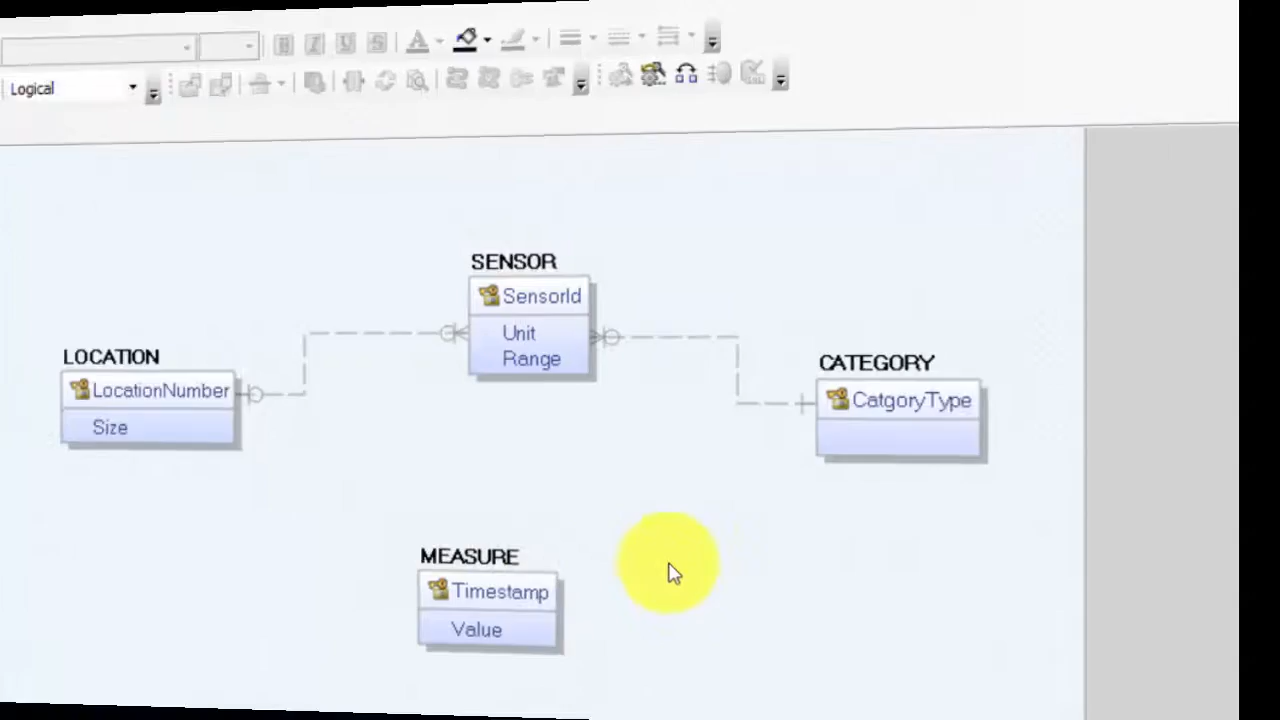 B I U S A
Logical
SENSOR
SensorId
Unit
Range
LOCATION
LocationNumber
Size
CATEGORY
CatgoryType
MEASURE
Timestamp
Value